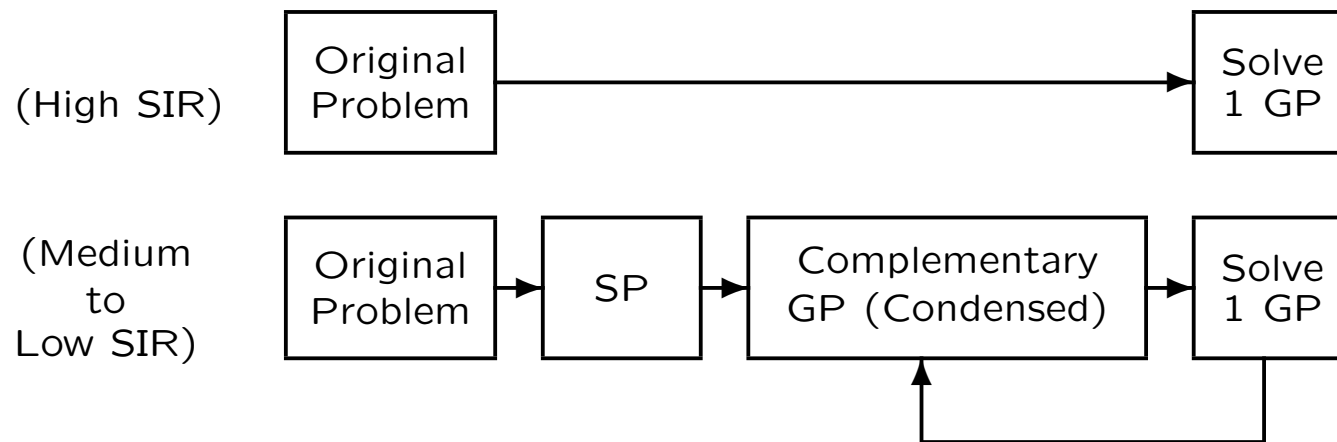 (High SIR)
Original
Problem
Solve
1 GP
(Medium
to
Low SIR)
Original
Problem
SP
Complementary
GP (Condensed)
Solve
1 GP